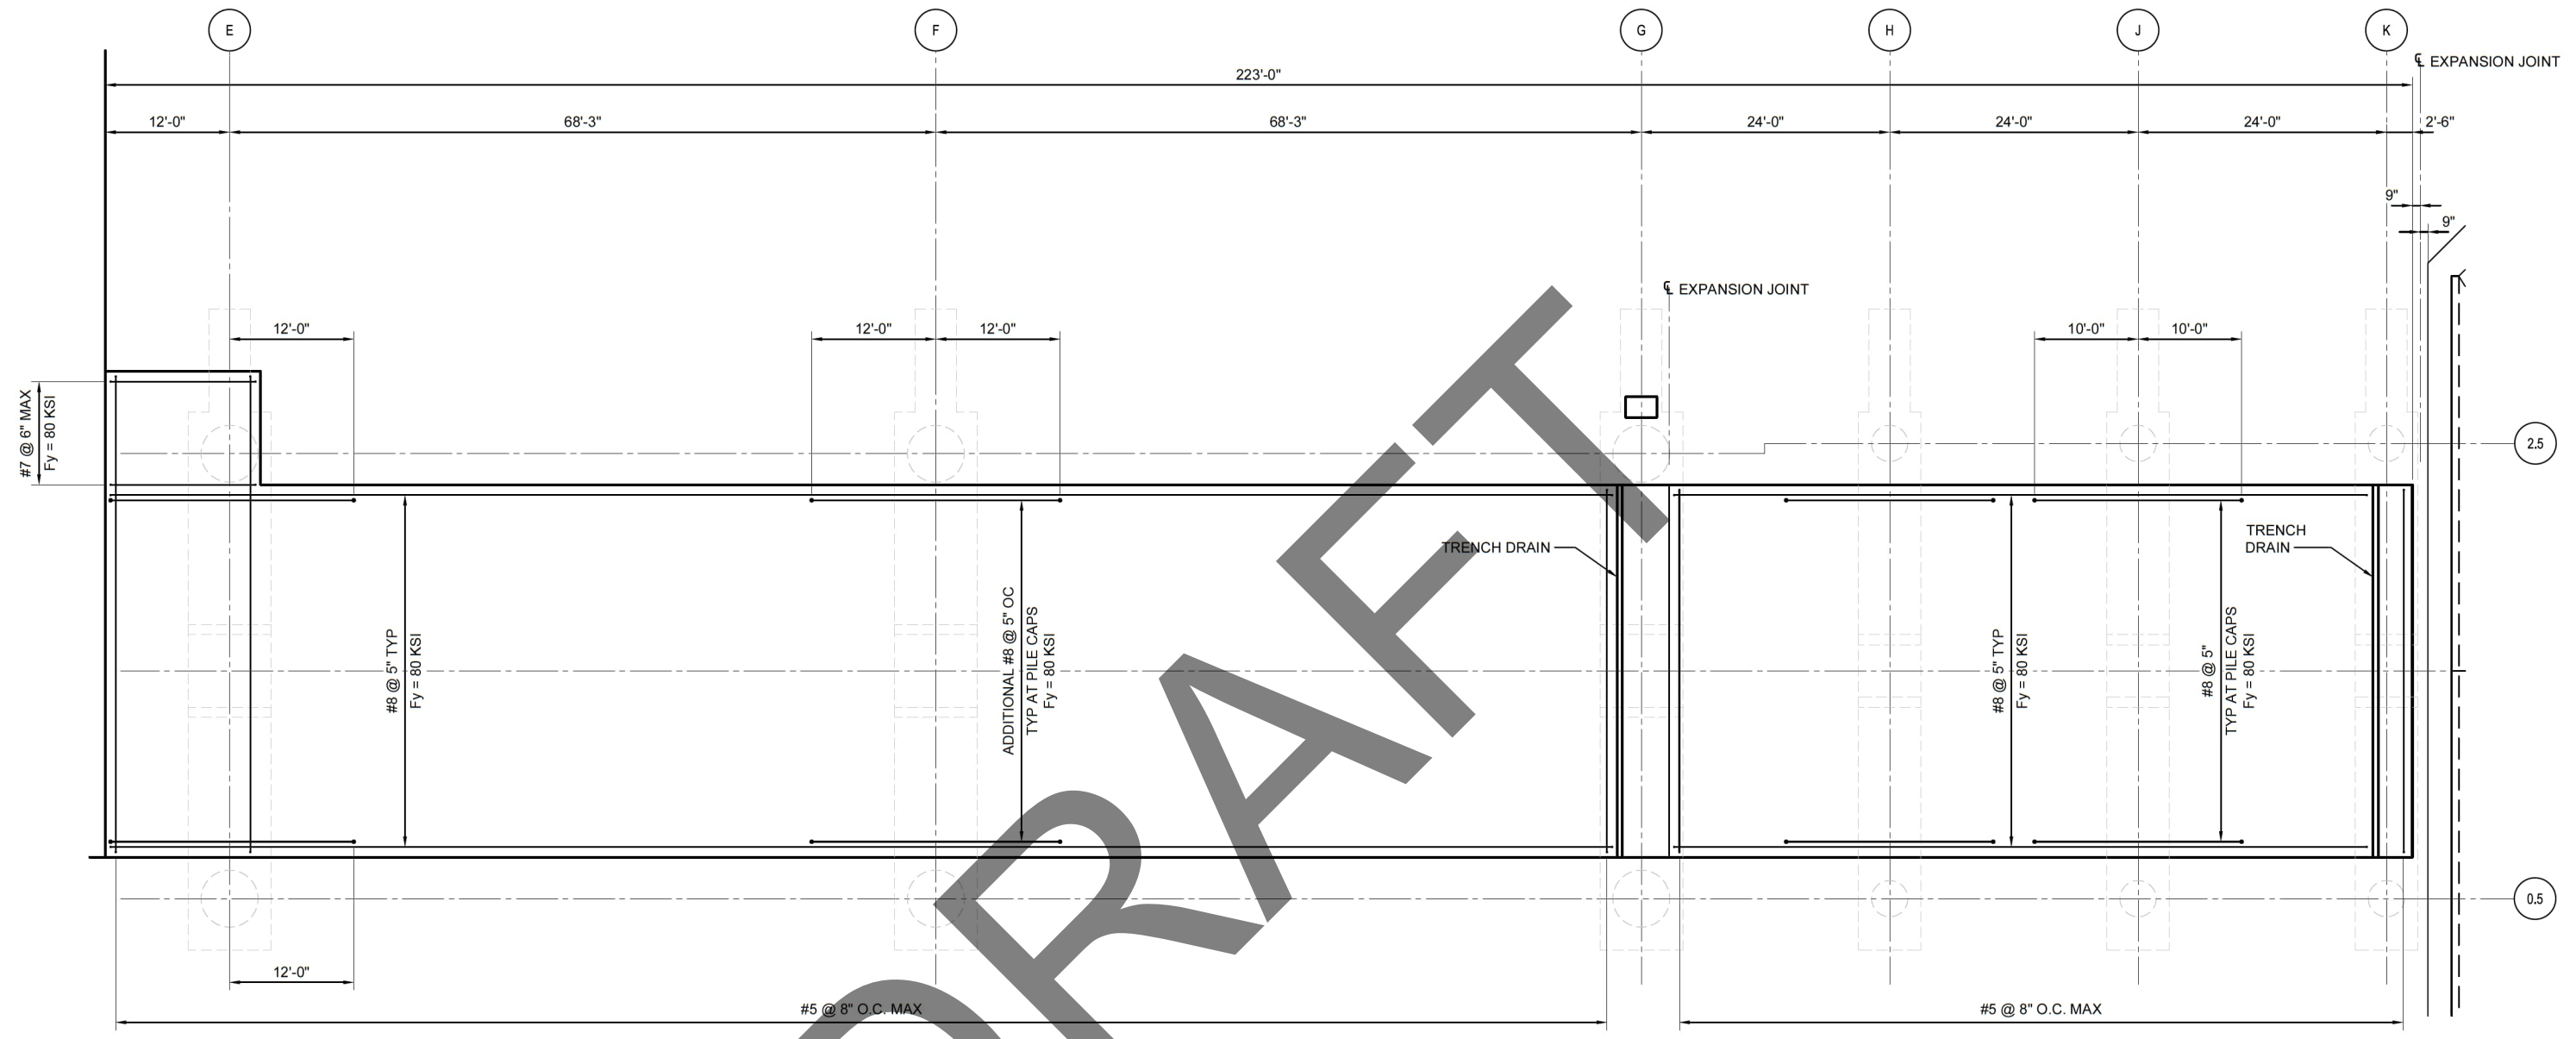 E
F
G
H
J
K
℄ EXPANSION JOINT
223'-0"
12'-0"
68'-3"
68'-3"
24'-0"
24'-0"
24'-0"
2'-6"
9"
9"
℄ EXPANSION JOINT
12'-0"
12'-0"
12'-0"
10'-0"
10'-0"
#7 @ 6" MAX
Fy = 80 KSI
2.5
TRENCH DRAIN
TRENCH
DRAIN
#8 @ 5" TYP
Fy = 80 KSI
ADDITIONAL #8 @ 5" OC
TYP AT PILE CAPS
Fy = 80 KSI
#8 @ 5" TYP
Fy = 80 KSI
#8 @ 5"
TYP AT PILE CAPS
Fy = 80 KSI
0.5
12'-0"
#5 @ 8" O.C. MAX
#5 @ 8" O.C. MAX
DRAFT